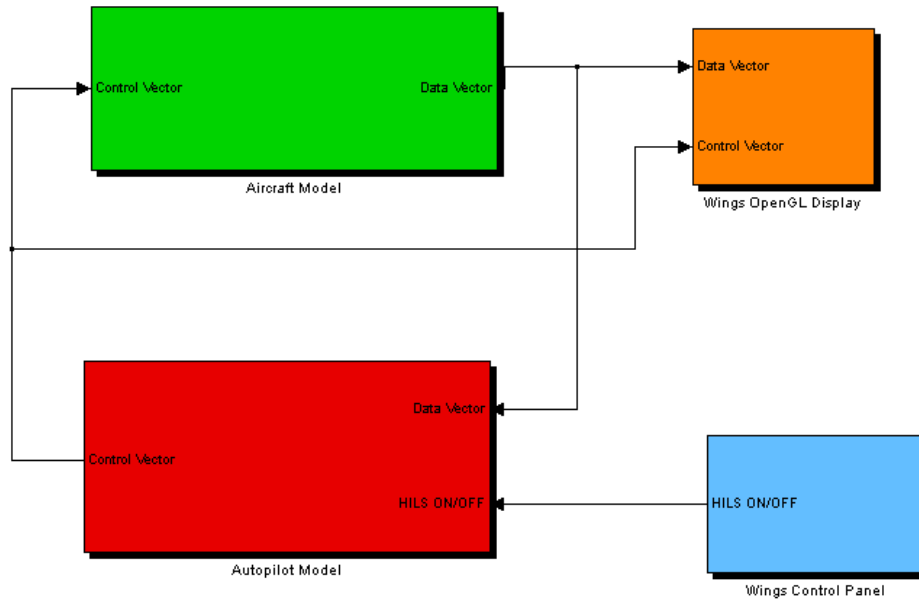 Control Vector
Data Vector
Aircraft Model
Data Vector
Control Vector
Wings OpenGL Display
Data Vector
Control Vector
HILS ON/OFF
Autopilot Model
HILS ON/OFF
Wings Control Panel